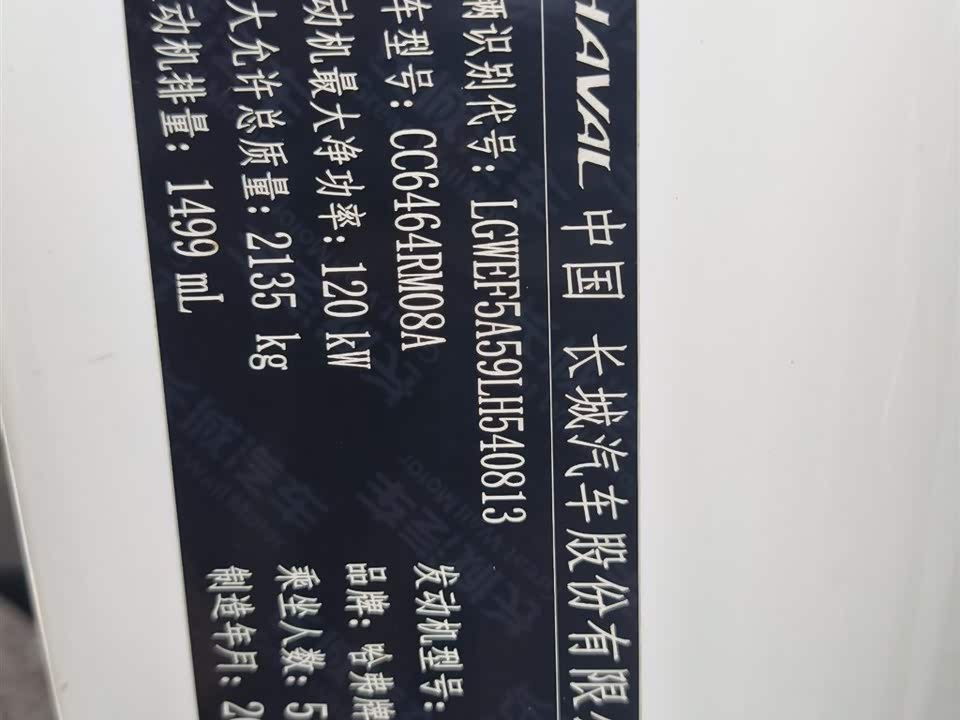 HAVAL 中国 长城汽车股份有限
辆识别代号: LGWEF5A59LH540813
车型号: CC6464RM08A
发动机型号:
动机最大净功率: 120 kW
品牌: 哈弗牌
大允许总质量: 2135 kg
乘坐人数: 5
动机排量: 1499 mL
制造年月: 20